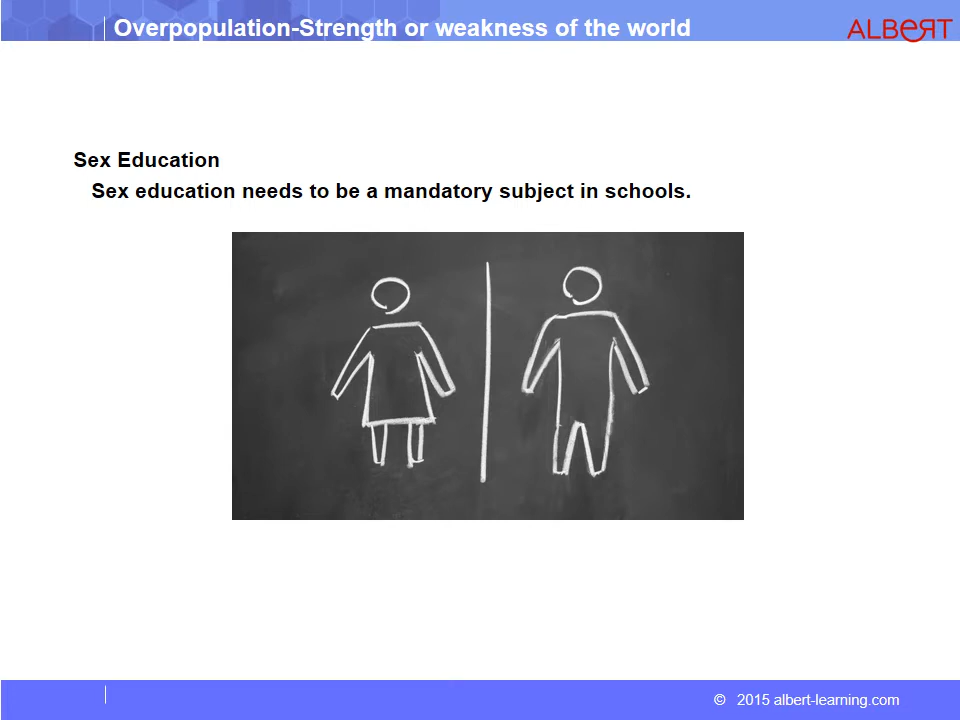 Overpopulation-Strength or weakness of the world
ALBERT
Sex Education
Sex education needs to be a mandatory subject in schools.
© 2015 albert-learning.com